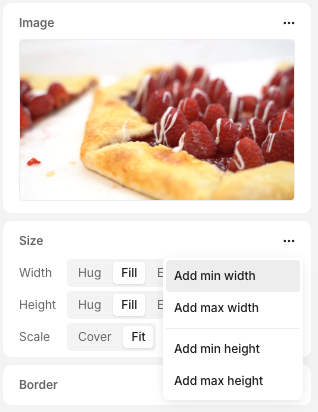 Image
Size
Width Hug Fill
Height Hug Fill
Scale Cover Fit
Add min width
Add max width
Add min height
Add max height
Border